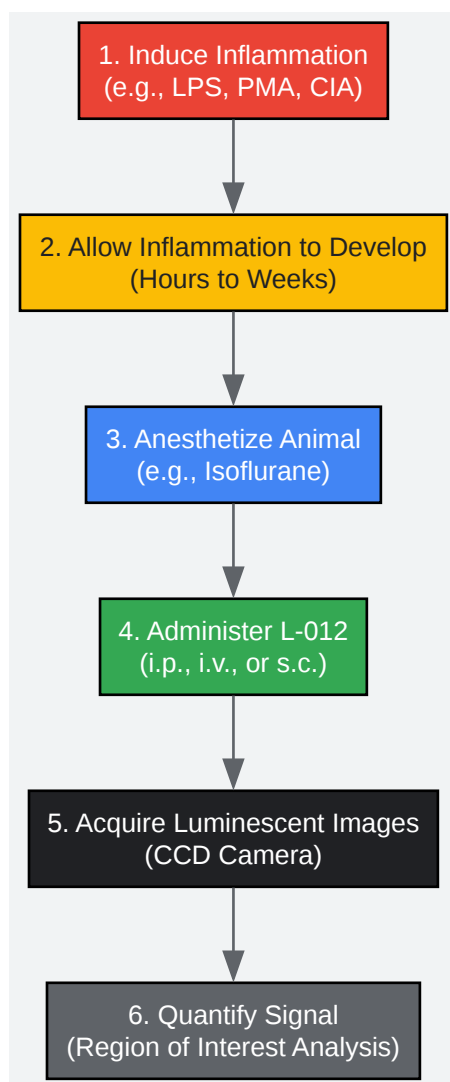 1. Induce Inflammation
(e.g., LPS, PMA, CIA)
2. Allow Inflammation to Develop
(Hours to Weeks)
3. Anesthetize Animal
(e.g., Isoflurane)
4. Administer L-012
(i.p., i.v., or s.c.)
5. Acquire Luminescent Images
(CCD Camera)
6. Quantify Signal
(Region of Interest Analysis)